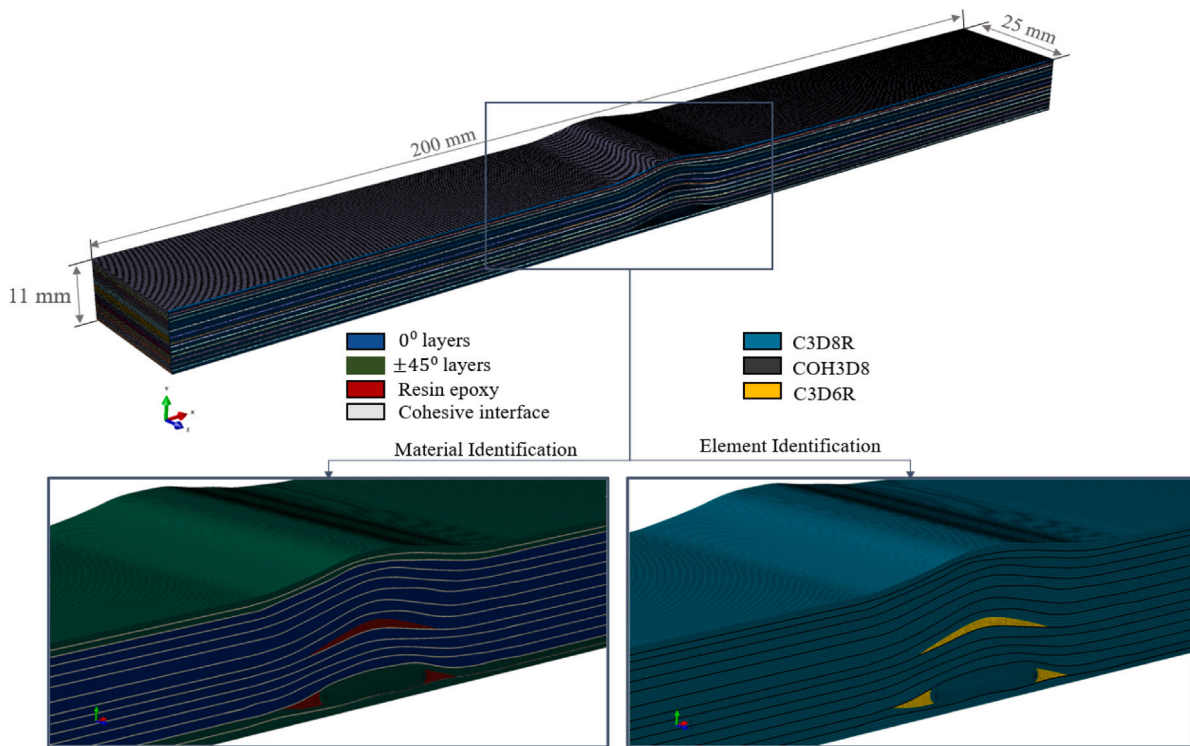 25 mm
200 mm
11 mm
0⁰ layers
±45⁰ layers
Resin epoxy
Cohesive interface
C3D8R
COH3D8
C3D6R
Y
X
Z
Material Identification
Element Identification